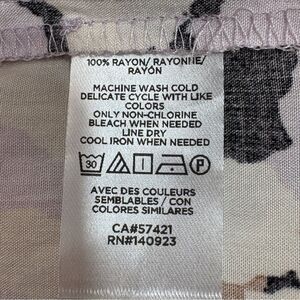 100% RAYON/ RAYONNE/
RAYÓN
MACHINE WASH COLD
DELICATE CYCLE WITH LIKE
COLORS
ONLY NON-CHLORINE
BLEACH WHEN NEEDED
LINE DRY
COOL IRON WHEN NEEDED
30 P
AVEC DES COULEURS
SEMBLABLES / CON
COLORES SIMILARES
CA#57421
RN#140923